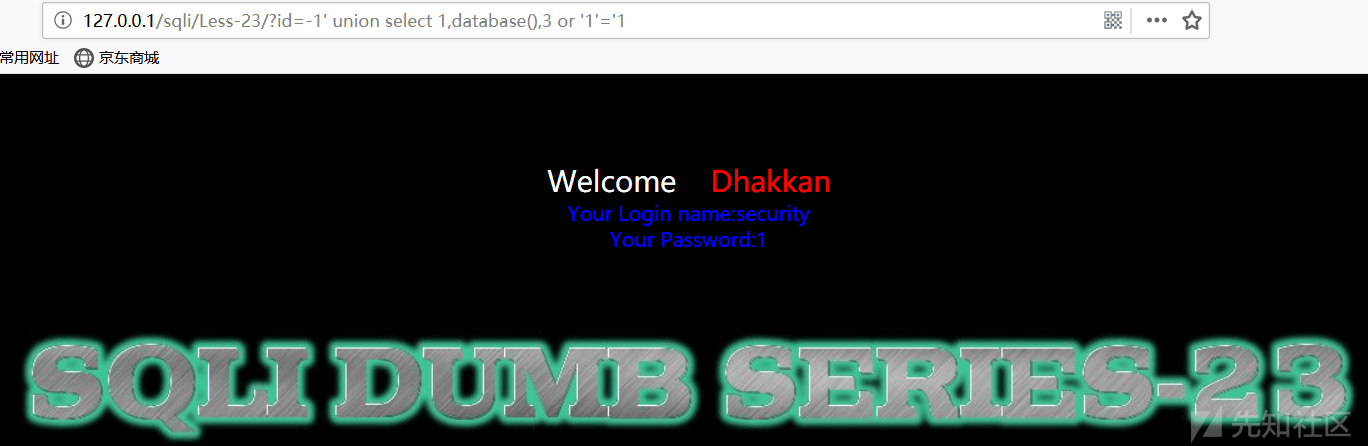 127.0.0.1/sqli/Less-23/?id=-1' union select 1,database(),3 or '1'='1
常用网址 京东商城
Welcome Dhakkan
Your Login name:security
Your Password:1
SQLI DUMB SERIES-23
先知社区